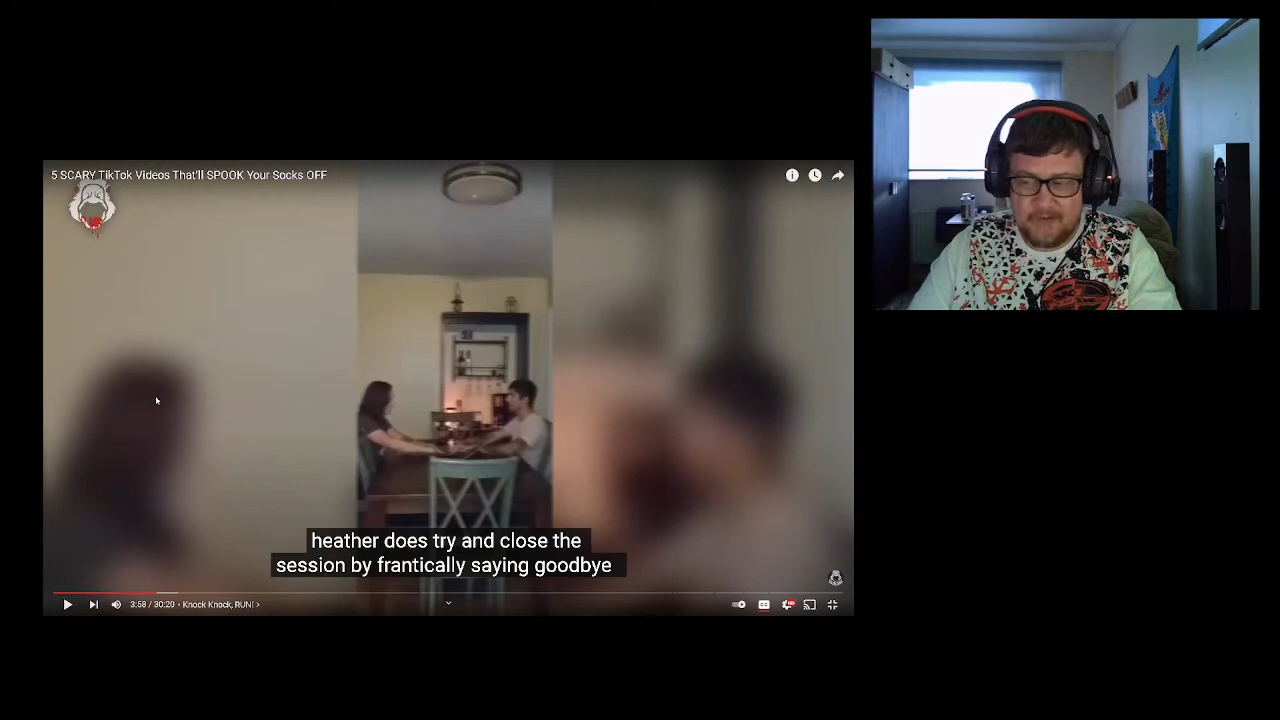 5 SCARY TikTok Videos That'll SPOOK Your Socks OFF
heather does try and close the
session by frantically saying goodbye
3:58 / 30:20 • Knock Knock, RUN! >